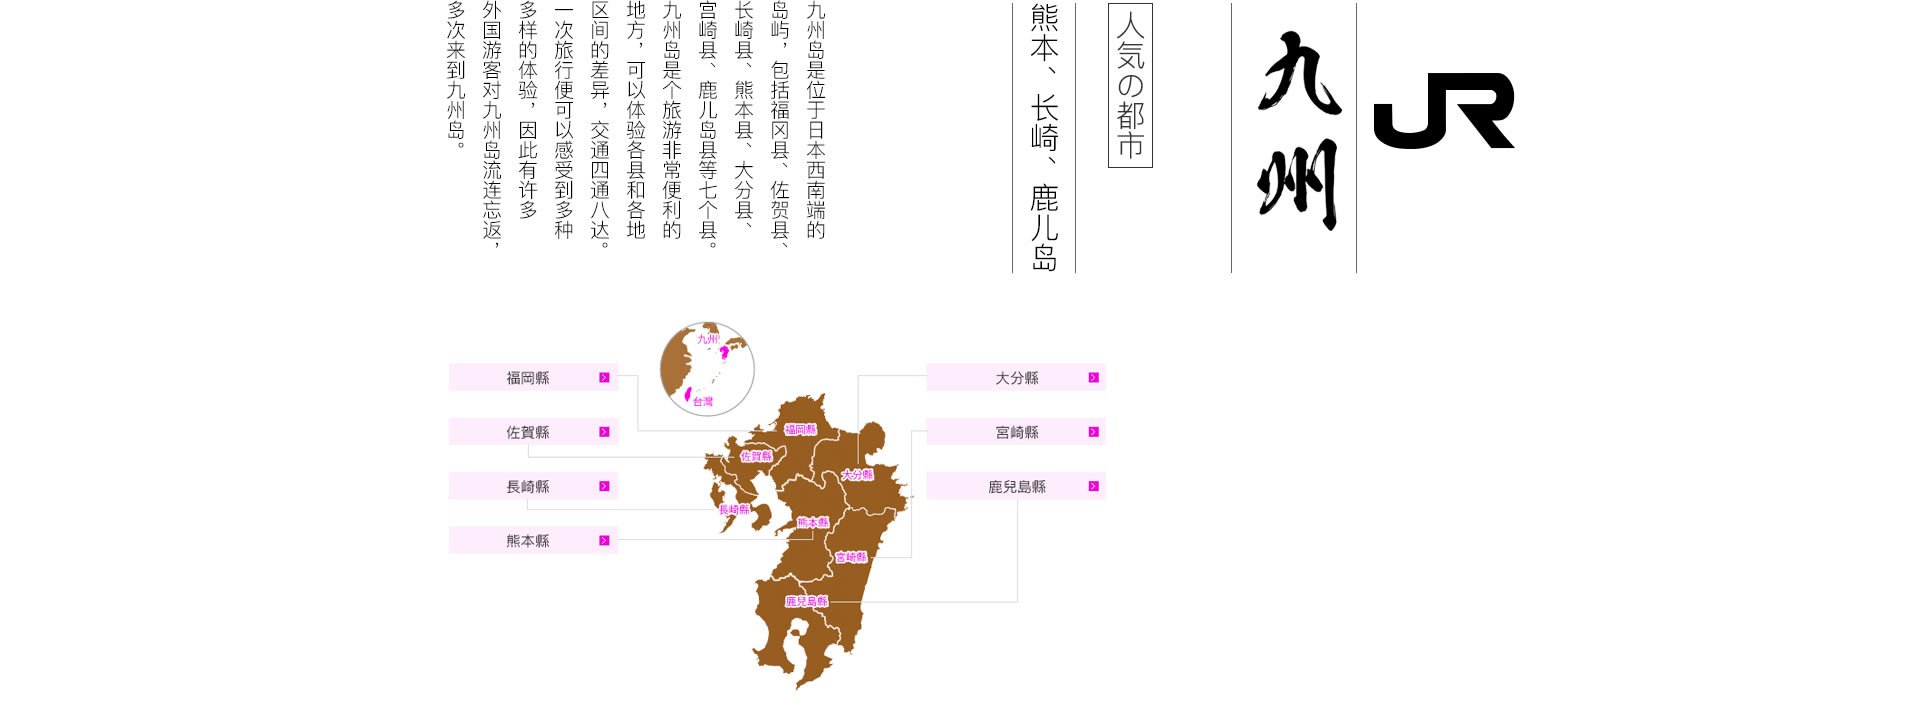 JR
九州
人気の都市
熊本、长崎、鹿儿岛
九州岛是位于日本西南端的
岛屿，包括福冈县、佐贺县、
长崎县、熊本县、大分县、
宫崎县、鹿儿岛县等七个县。
九州岛是个旅游非常便利的
地方，可以体验各县和各地
区间的差异，交通四通八达。
一次旅行便可以感受到多种
多样的体验，因此有许多
外国游客对九州岛流连忘返，
多次来到九州岛。
九州
台灣
福岡縣
佐賀縣
長崎縣
熊本縣
大分縣
宮崎縣
鹿兒島縣
福岡縣
佐賀縣
大分縣
長崎縣
熊本縣
宮崎縣
鹿兒島縣